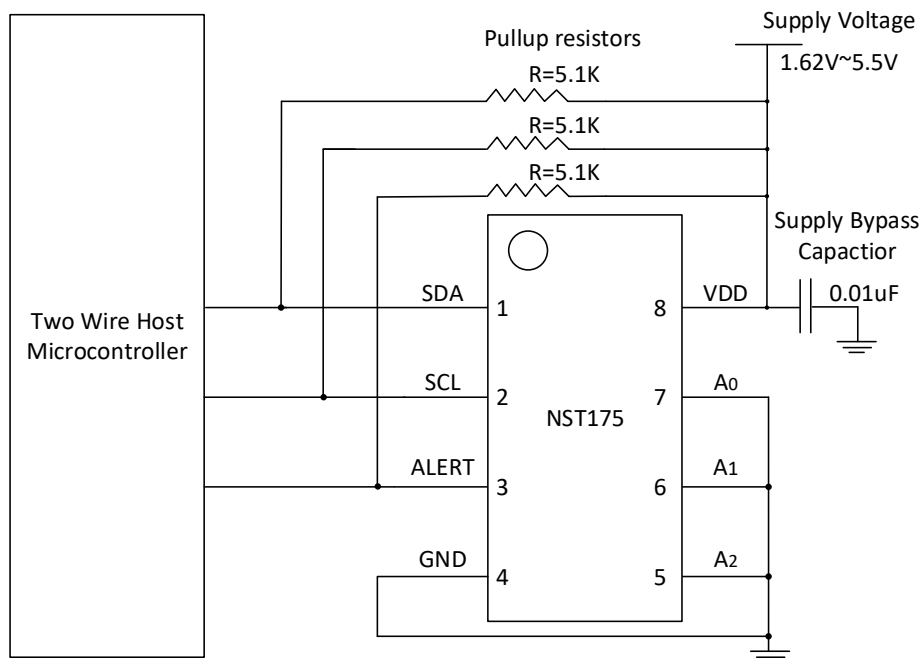 Supply Voltage
1.62V~5.5V
Pullup resistors
R=5.1K
R=5.1K
R=5.1K
Supply Bypass
Capactior
0.01uF
Two Wire Host
Microcontroller
SDA 1 8 VDD
SCL 2 7 A0
NST175
ALERT 3 6 A1
GND 4 5 A2